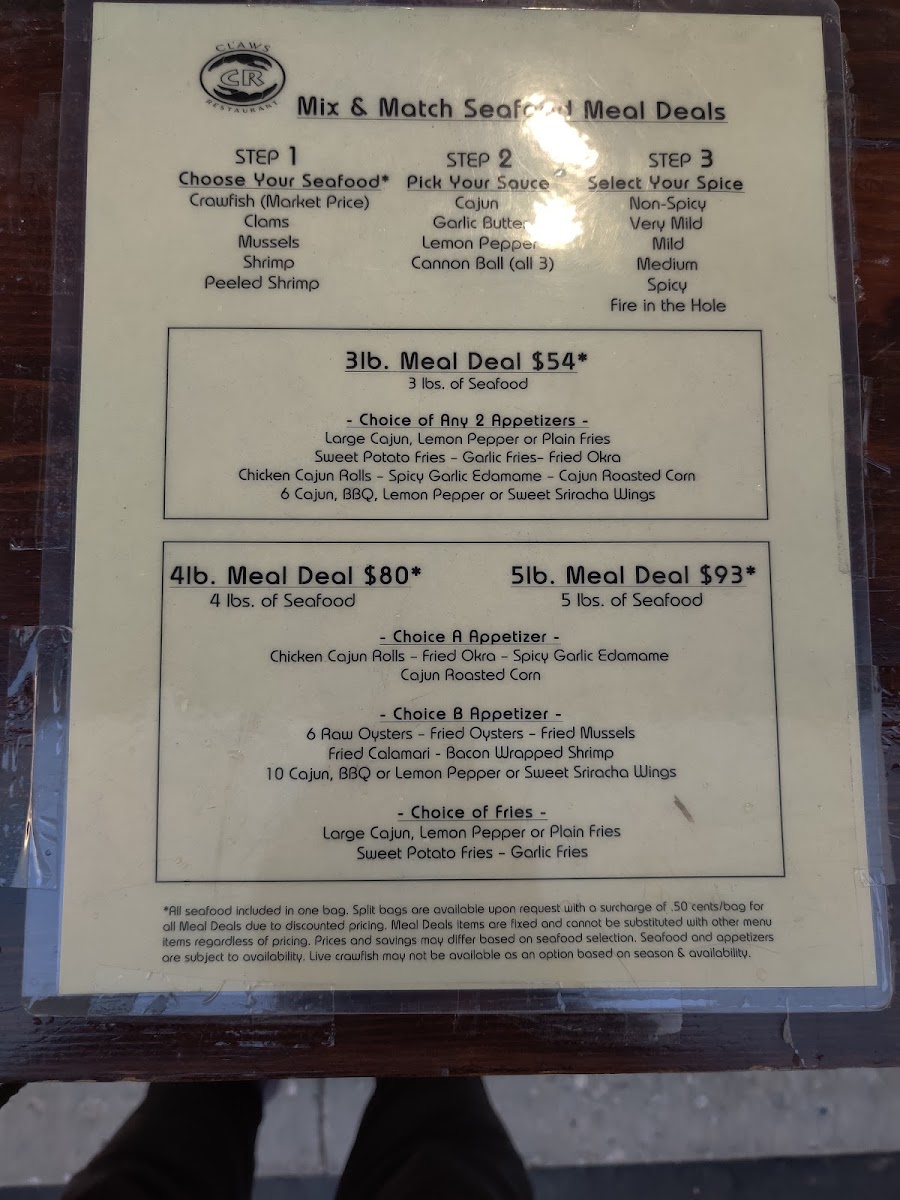 CLAWS
CR
RESTAURANT
Mix & Match Seafood Meal Deals
STEP 1
Choose Your Seafood*
Crawfish (Market Price)
Clams
Mussels
Shrimp
Peeled Shrimp
STEP 2
Pick Your Sauce
Cajun
Garlic Butter
Lemon Pepper
Cannon Ball (all 3)
STEP 3
Select Your Spice
Non-Spicy
Very Mild
Mild
Medium
Spicy
Fire in the Hole
3lb. Meal Deal $54*
3 lbs. of Seafood
- Choice of Any 2 Appetizers -
Large Cajun, Lemon Pepper or Plain Fries
Sweet Potato Fries – Garlic Fries– Fried Okra
Chicken Cajun Rolls – Spicy Garlic Edamame – Cajun Roasted Corn
6 Cajun, BBQ, Lemon Pepper or Sweet Sriracha Wings
4lb. Meal Deal $80*
4 lbs. of Seafood
5lb. Meal Deal $93*
5 lbs. of Seafood
- Choice A Appetizer -
Chicken Cajun Rolls – Fried Okra – Spicy Garlic Edamame
Cajun Roasted Corn
- Choice B Appetizer -
6 Raw Oysters – Fried Oysters – Fried Mussels
Fried Calamari - Bacon Wrapped Shrimp
10 Cajun, BBQ or Lemon Pepper or Sweet Sriracha Wings
- Choice of Fries -
Large Cajun, Lemon Pepper or Plain Fries
Sweet Potato Fries – Garlic Fries
*All seafood included in one bag. Split bags are available upon request with a surcharge of .50 cents/bag for
all Meal Deals due to discounted pricing. Meal Deals items are fixed and cannot be substituted with other menu
items regardless of pricing. Prices and savings may differ based on seafood selection. Seafood and appetizers
are subject to availability. Live crawfish may not be available as an option based on season & availability.